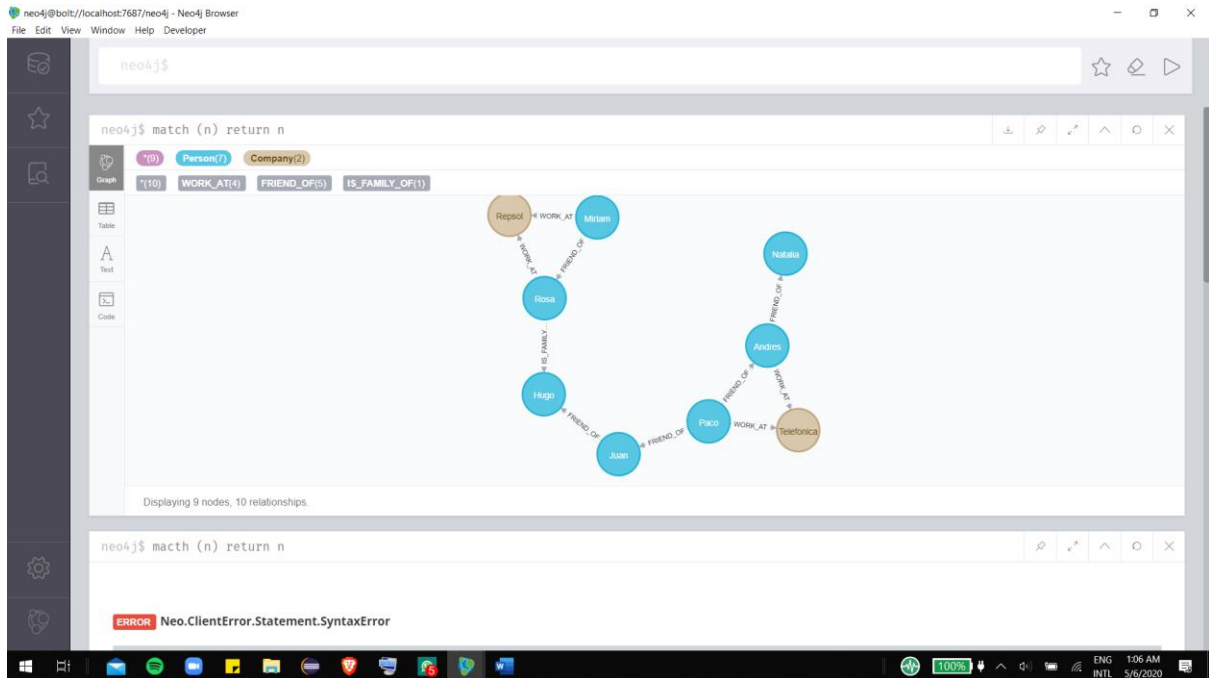 neo4j@bolt://localhost:7687/neo4j - Neo4j Browser
File Edit View Window Help Developer
neo4j$
neo4j$ match (n) return n
*(9) Person(7) Company(2)
Graph
*(10) WORK_AT(4) FRIEND_OF(5) IS_FAMILY_OF(1)
Table
Text
Code
Repsol WORK_AT Miriam
WORK_AT FRIEND_OF
Natalia
FRIEND_OF
Rosa
IS_FAMILY
Andres
FRIEND_OF WORK_AT
Hugo
FRIEND_OF
Paco WORK_AT Telefonica
FRIEND_OF
Juan
Displaying 9 nodes, 10 relationships.
neo4j$ macth (n) return n
ERROR Neo.ClientError.Statement.SyntaxError
100% ENG 1:06 AM
INTL 5/6/2020